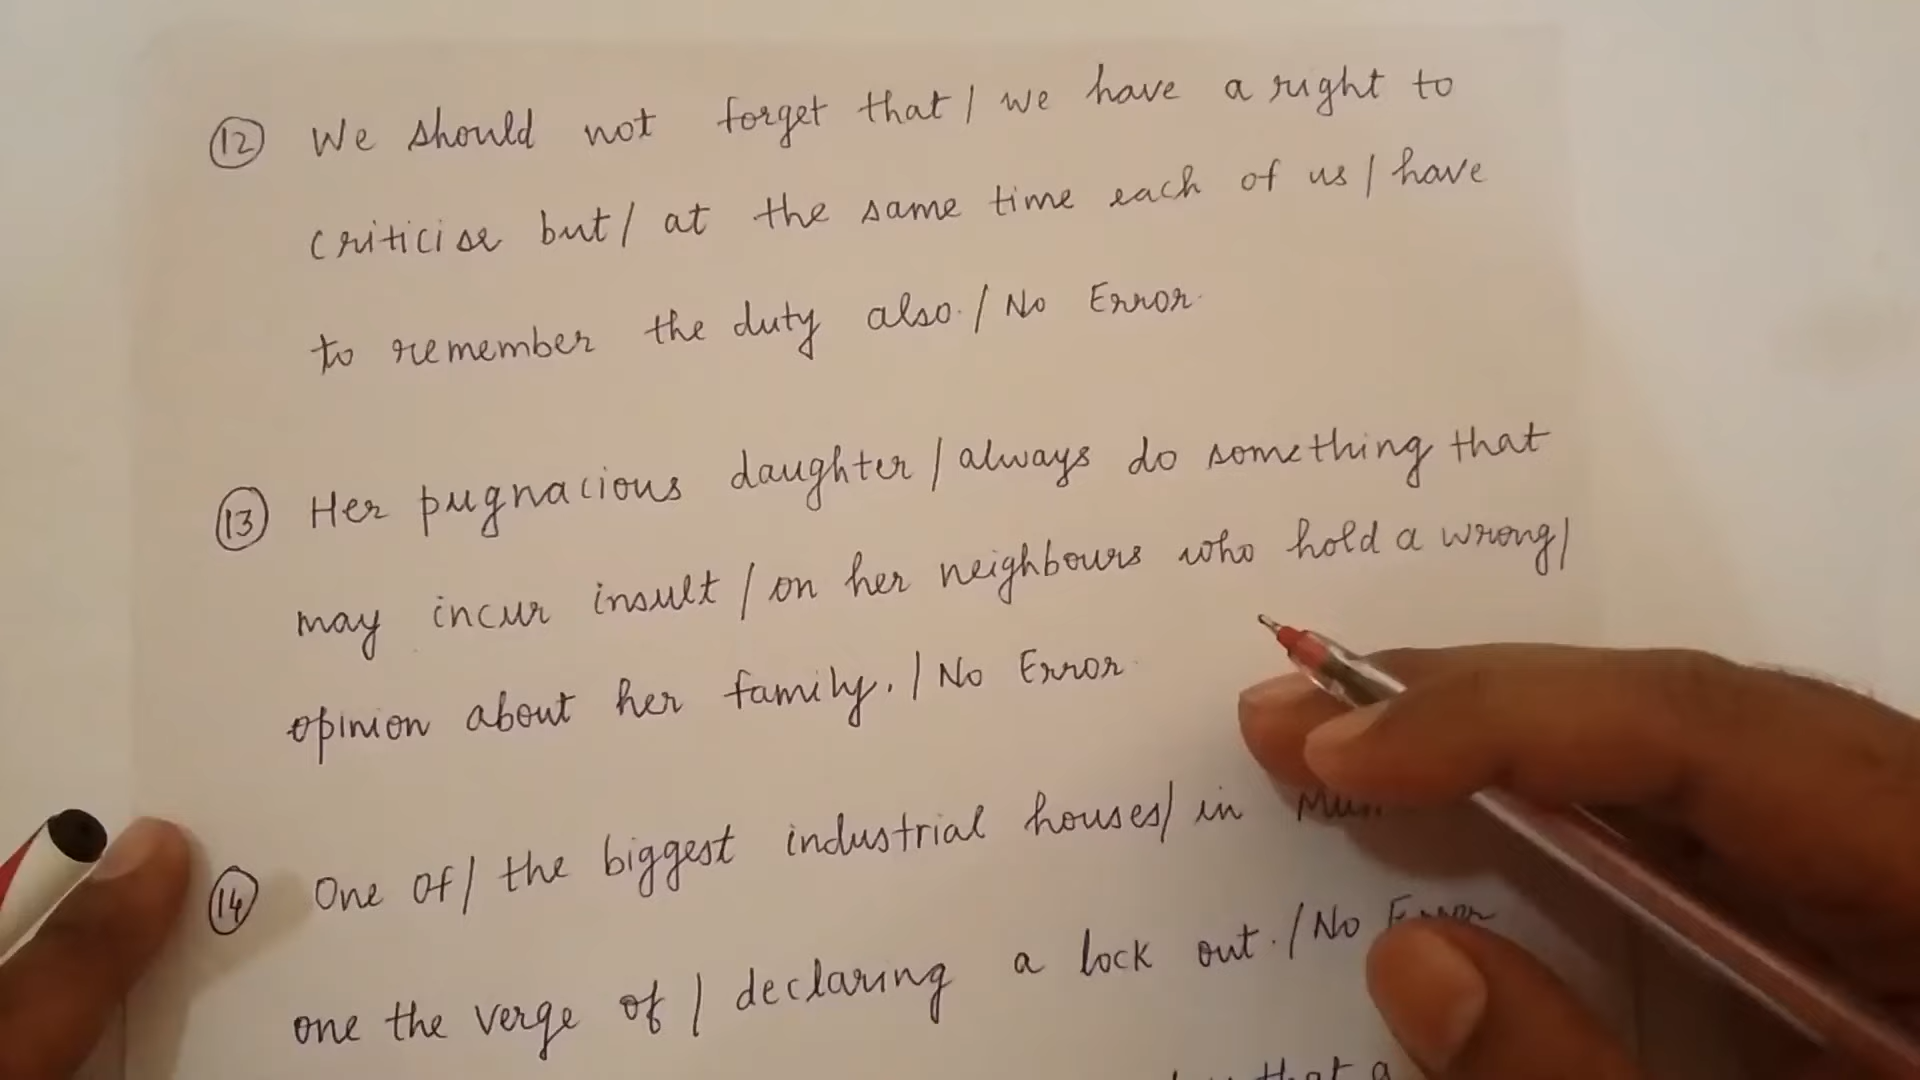 12 We should not forget that / we have a right to
criticise but / at the same time each of us / have
to remember the duty also. / No Error
13 Her pugnacious daughter / always do something that
may incur insult / on her neighbours who hold a wrong /
opinion about her family. / No Error
14 One Of / the biggest industrial houses / in
one the verge of / declaring a lock out. / No Error
that a